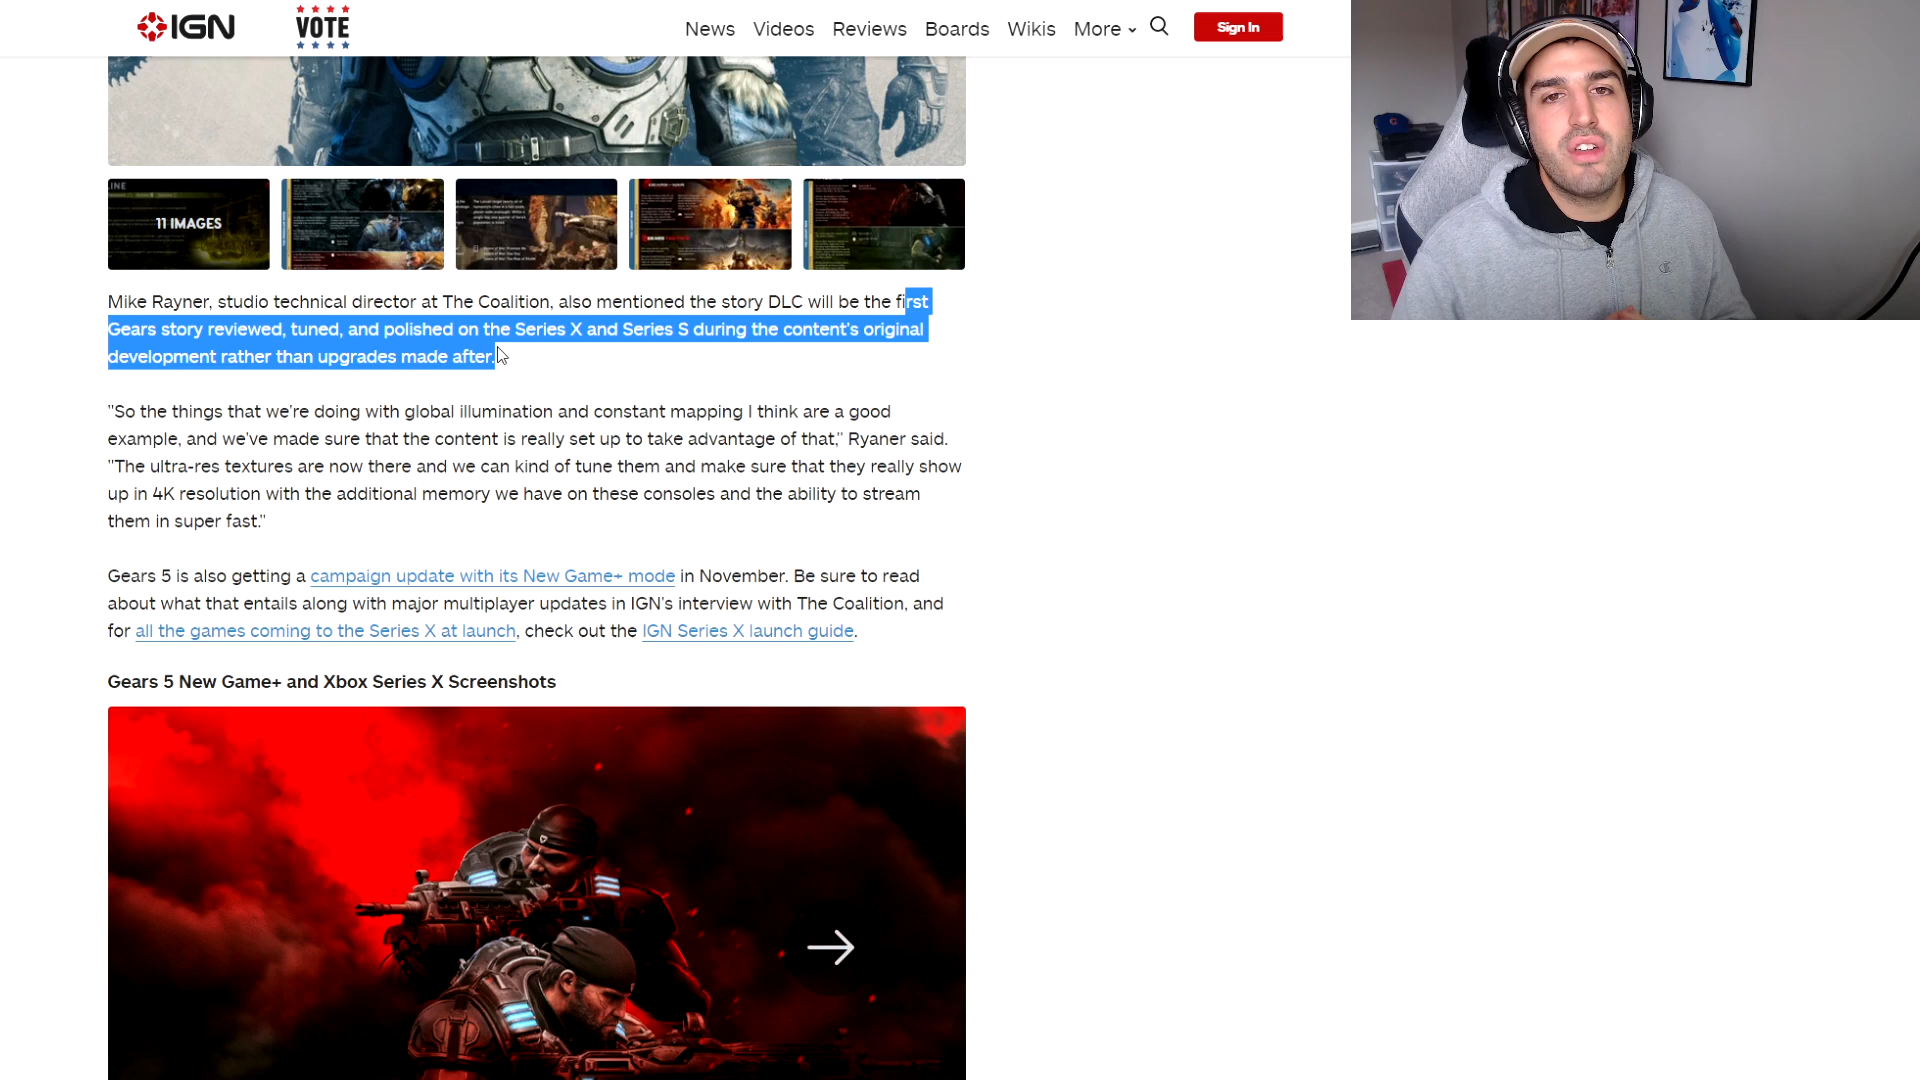 IGN
VOTE
News Videos Reviews Boards Wikis More
Sign In
LINE
11 IMAGES
Mike Rayner, studio technical director at The Coalition, also mentioned the story DLC will be the first
Gears story reviewed, tuned, and polished on the Series X and Series S during the content's original
development rather than upgrades made after.
"So the things that we're doing with global illumination and constant mapping I think are a good
example, and we've made sure that the content is really set up to take advantage of that," Ryaner said.
"The ultra-res textures are now there and we can kind of tune them and make sure that they really show
up in 4K resolution with the additional memory we have on these consoles and the ability to stream
them in super fast."
Gears 5 is also getting a campaign update with its New Game+ mode in November. Be sure to read
about what that entails along with major multiplayer updates in IGN's interview with The Coalition, and
for all the games coming to the Series X at launch, check out the IGN Series X launch guide.
Gears 5 New Game+ and Xbox Series X Screenshots